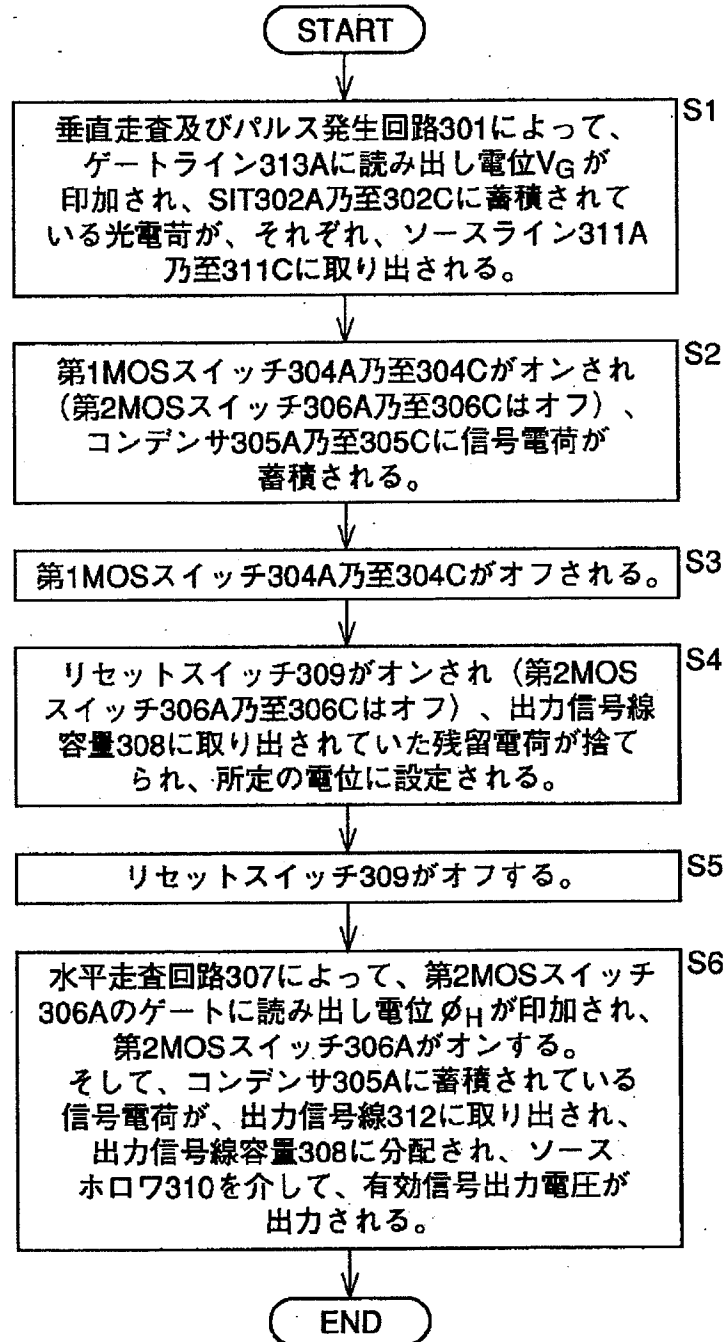 START
S1
垂直走査及びパルス発生回路301によって、
ゲートライン313Aに読み出し電位VGが
印加され、SIT302A乃至302Cに蓄積されて
いる光電苛が、それぞれ、ソースライン311A
乃至311Cに取り出される。
S2
第1MOSスイッチ304A乃至304Cがオンされ
（第2MOSスイッチ306A乃至306Cはオフ）、
コンデンサ305A乃至305Cに信号電荷が
蓄積される。
S3
第1MOSスイッチ304A乃至304Cがオフされる。
S4
リセットスイッチ309がオンされ（第2MOS
スイッチ306A乃至306Cはオフ）、出力信号線
容量308に取り出されていた残留電荷が捨て
られ、所定の電位に設定される。
S5
リセットスイッチ309がオフする。
S6
水平走査回路307によって、第2MOSスイッチ
306Aのゲートに読み出し電位φHが印加され、
第2MOSスイッチ306Aがオンする。
そして、コンデンサ305Aに蓄積されている
信号電荷が、出力信号線312に取り出され、
出力信号線容量308に分配され、ソース
ホロワ310を介して、有効信号出力電圧が
出力される。
END